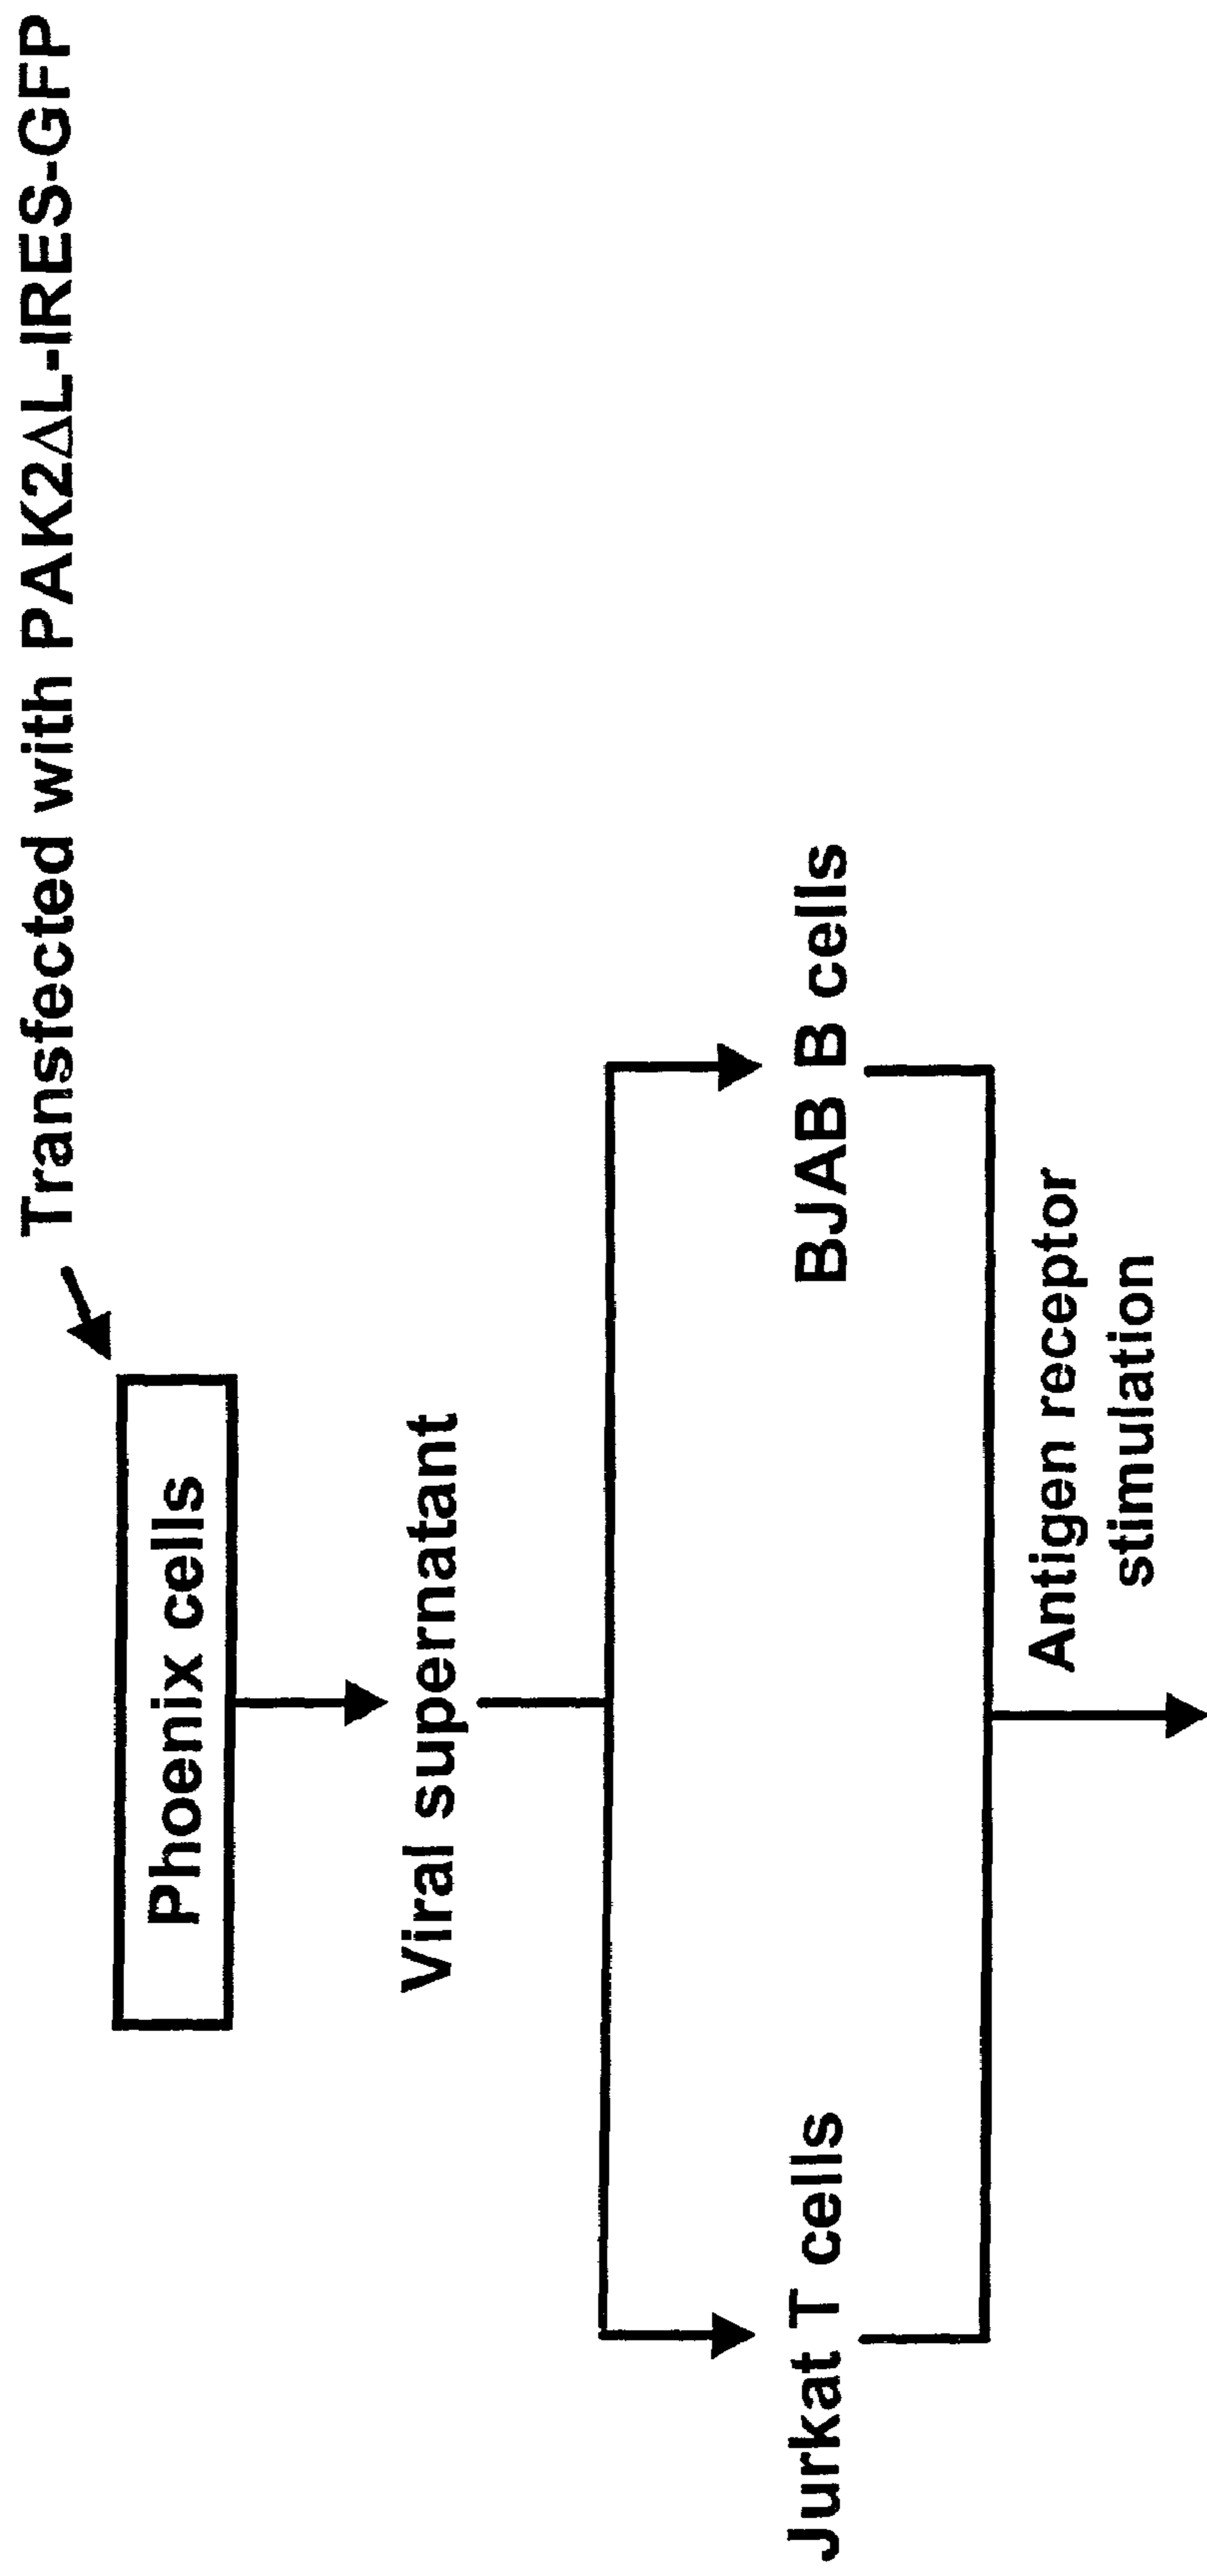 Transfected with PAK2ΔL-IRES-GFP
Phoenix cells
Viral supernatant
Jurkat T cells
BJAB B cells
Antigen receptor
stimulation